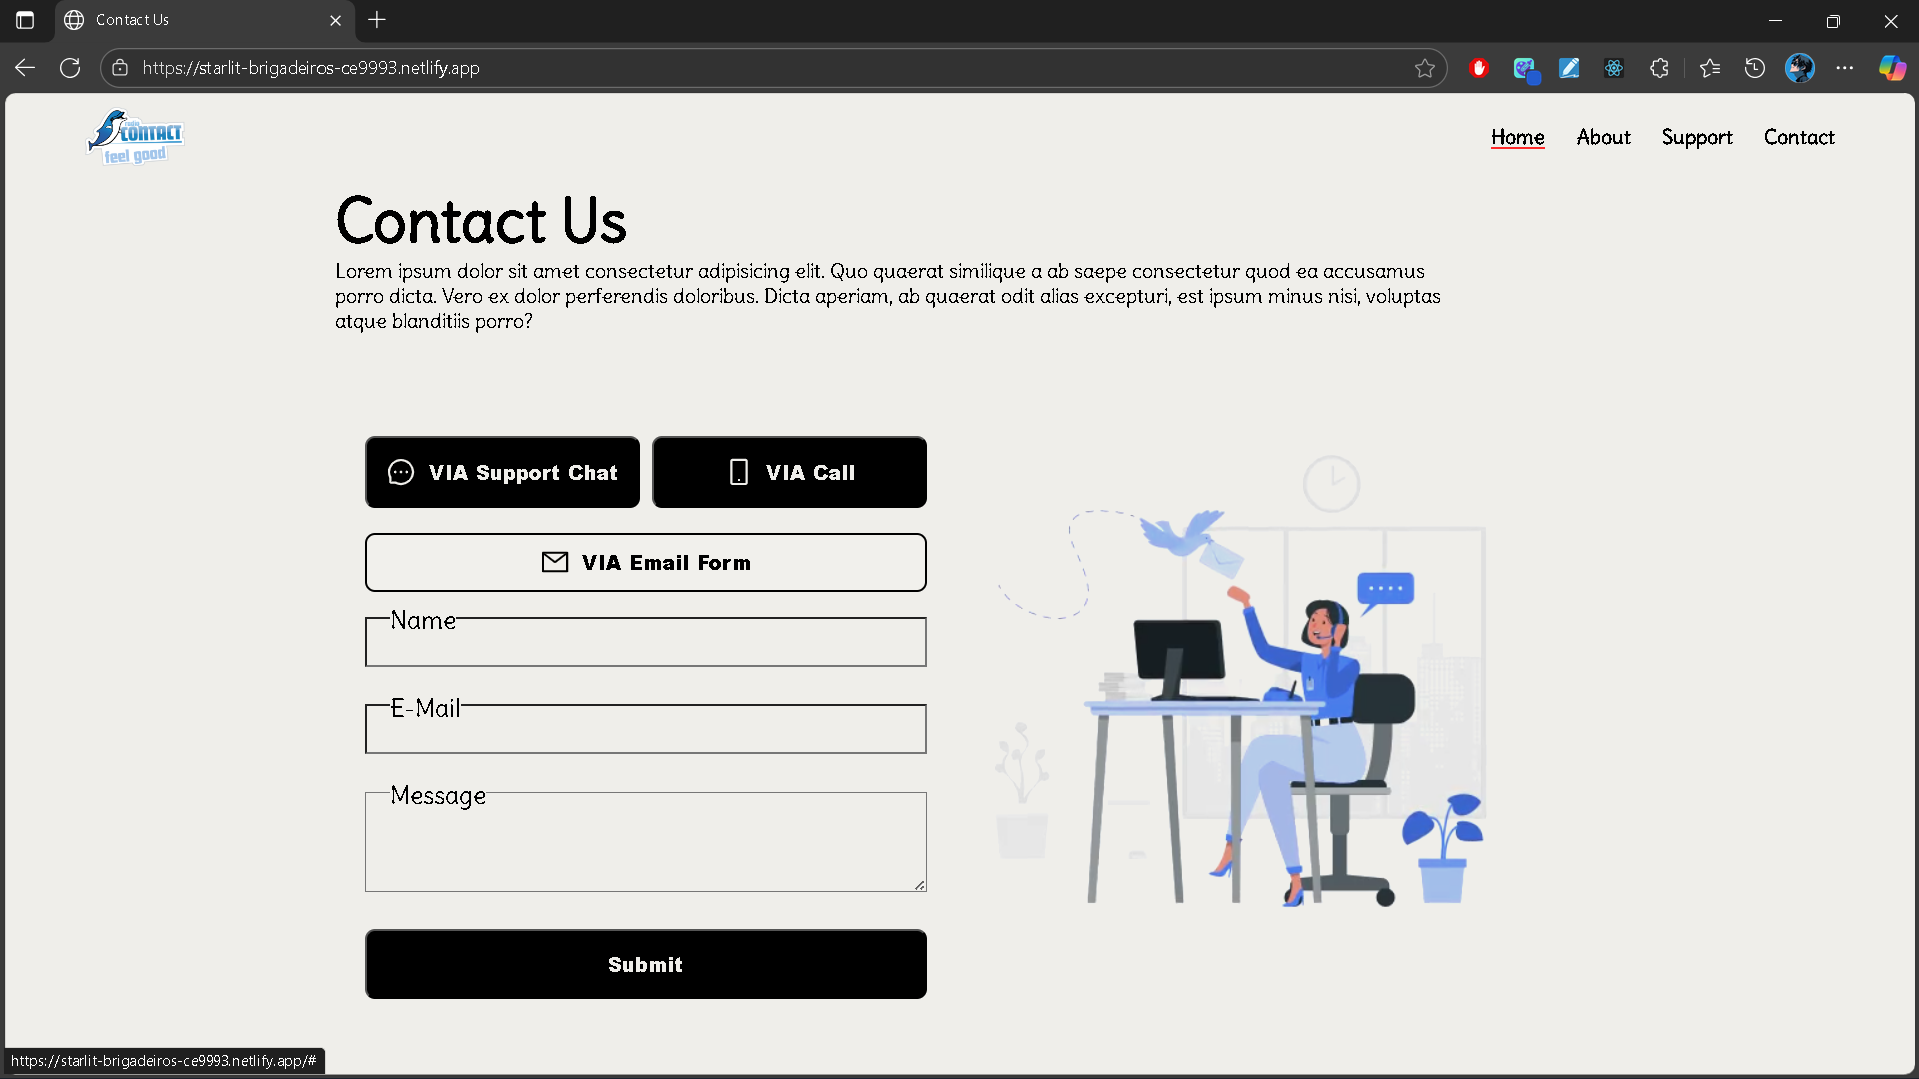 Contact Us
https://starlit-brigadeiros-ce9993.netlify.app
radio
CONTACT
feel good
Home
About
Support
Contact
Contact Us
Lorem ipsum dolor sit amet consectetur adipisicing elit. Quo quaerat similique a ab saepe consectetur quod ea accusamus
porro dicta. Vero ex dolor perferendis doloribus. Dicta aperiam, ab quaerat odit alias excepturi, est ipsum minus nisi, voluptas
atque blanditiis porro?
VIA Support Chat
VIA Call
VIA Email Form
Name
E-Mail
Message
Submit
https://starlit-brigadeiros-ce9993.netlify.app/#